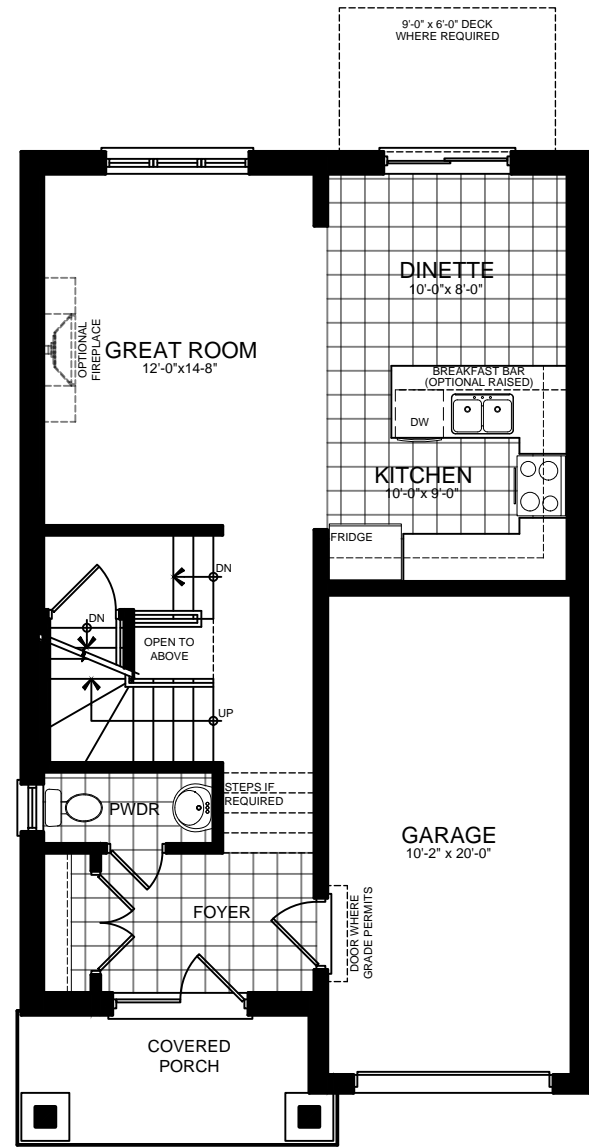 9'-0" x 6'-0" DECK
WHERE REQUIRED
DINETTE
10'-0"x 8'-0"
OPTIONAL
FIREPLACE
GREAT ROOM
12'-0"x14-8"
BREAKFAST BAR
(OPTIONAL RAISED)
DW
KITCHEN
10'-0"x 9'-0"
FRIDGE
DN
DN
OPEN TO
ABOVE
UP
STEPS IF
REQUIRED
PWDR
GARAGE
10'-2" x 20'-0"
FOYER
DOOR WHERE
GRADE PERMITS
COVERED
PORCH